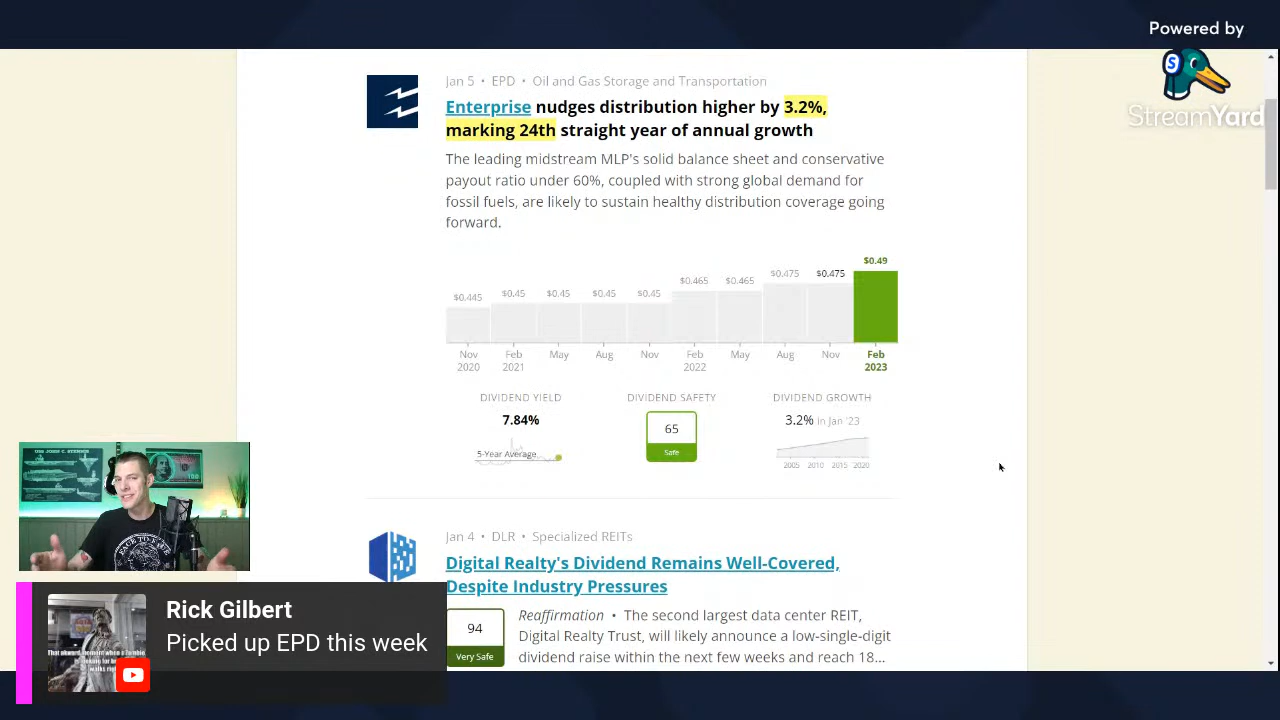 Powered by
StreamYard
Jan 5 • EPD • Oil and Gas Storage and Transportation
Enterprise nudges distribution higher by 3.2%,
marking 24th straight year of annual growth
The leading midstream MLP's solid balance sheet and conservative
payout ratio under 60%, coupled with strong global demand for
fossil fuels, are likely to sustain healthy distribution coverage going
forward.
$0.445 $0.45 $0.45 $0.45 $0.45 $0.465 $0.465 $0.475 $0.475 $0.49
Nov Feb May Aug Nov Feb May Aug Nov Feb
2020 2021 2022 2023
DIVIDEND YIELD DIVIDEND SAFETY DIVIDEND GROWTH
7.84% 65 3.2% in Jan '23
5-Year Average
Safe
2005 2010 2015 2020
Jan 4 • DLR • Specialized REITs
Digital Realty's Dividend Remains Well-Covered,
Despite Industry Pressures
94
Very Safe
Reaffirmation • The second largest data center REIT,
Digital Realty Trust, will likely announce a low-single-digit
dividend raise within the next few weeks and reach 18...
Rick Gilbert
Picked up EPD this week